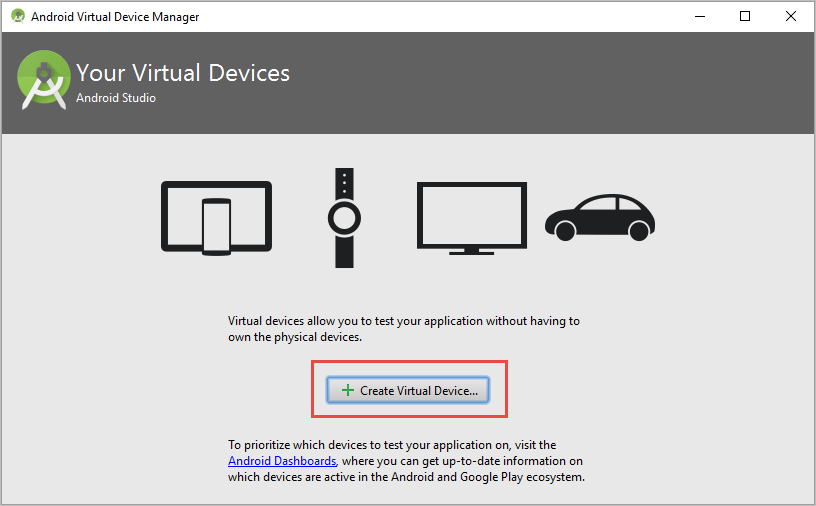 Android Virtual Device Manager
Your Virtual Devices
Android Studio
Virtual devices allow you to test your application without having to
own the physical devices.
Create Virtual Device...
To prioritize which devices to test your application on, visit the
Android Dashboards, where you can get up-to-date information on
which devices are active in the Android and Google Play ecosystem.